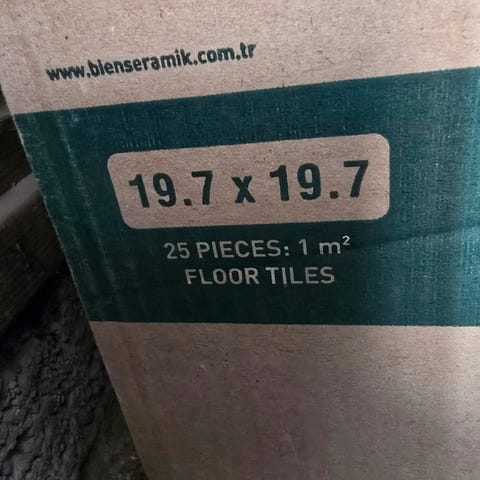 www.bienseramik.com.tr
19.7 x 19.7
25 PIECES: 1 m²
FLOOR TILES